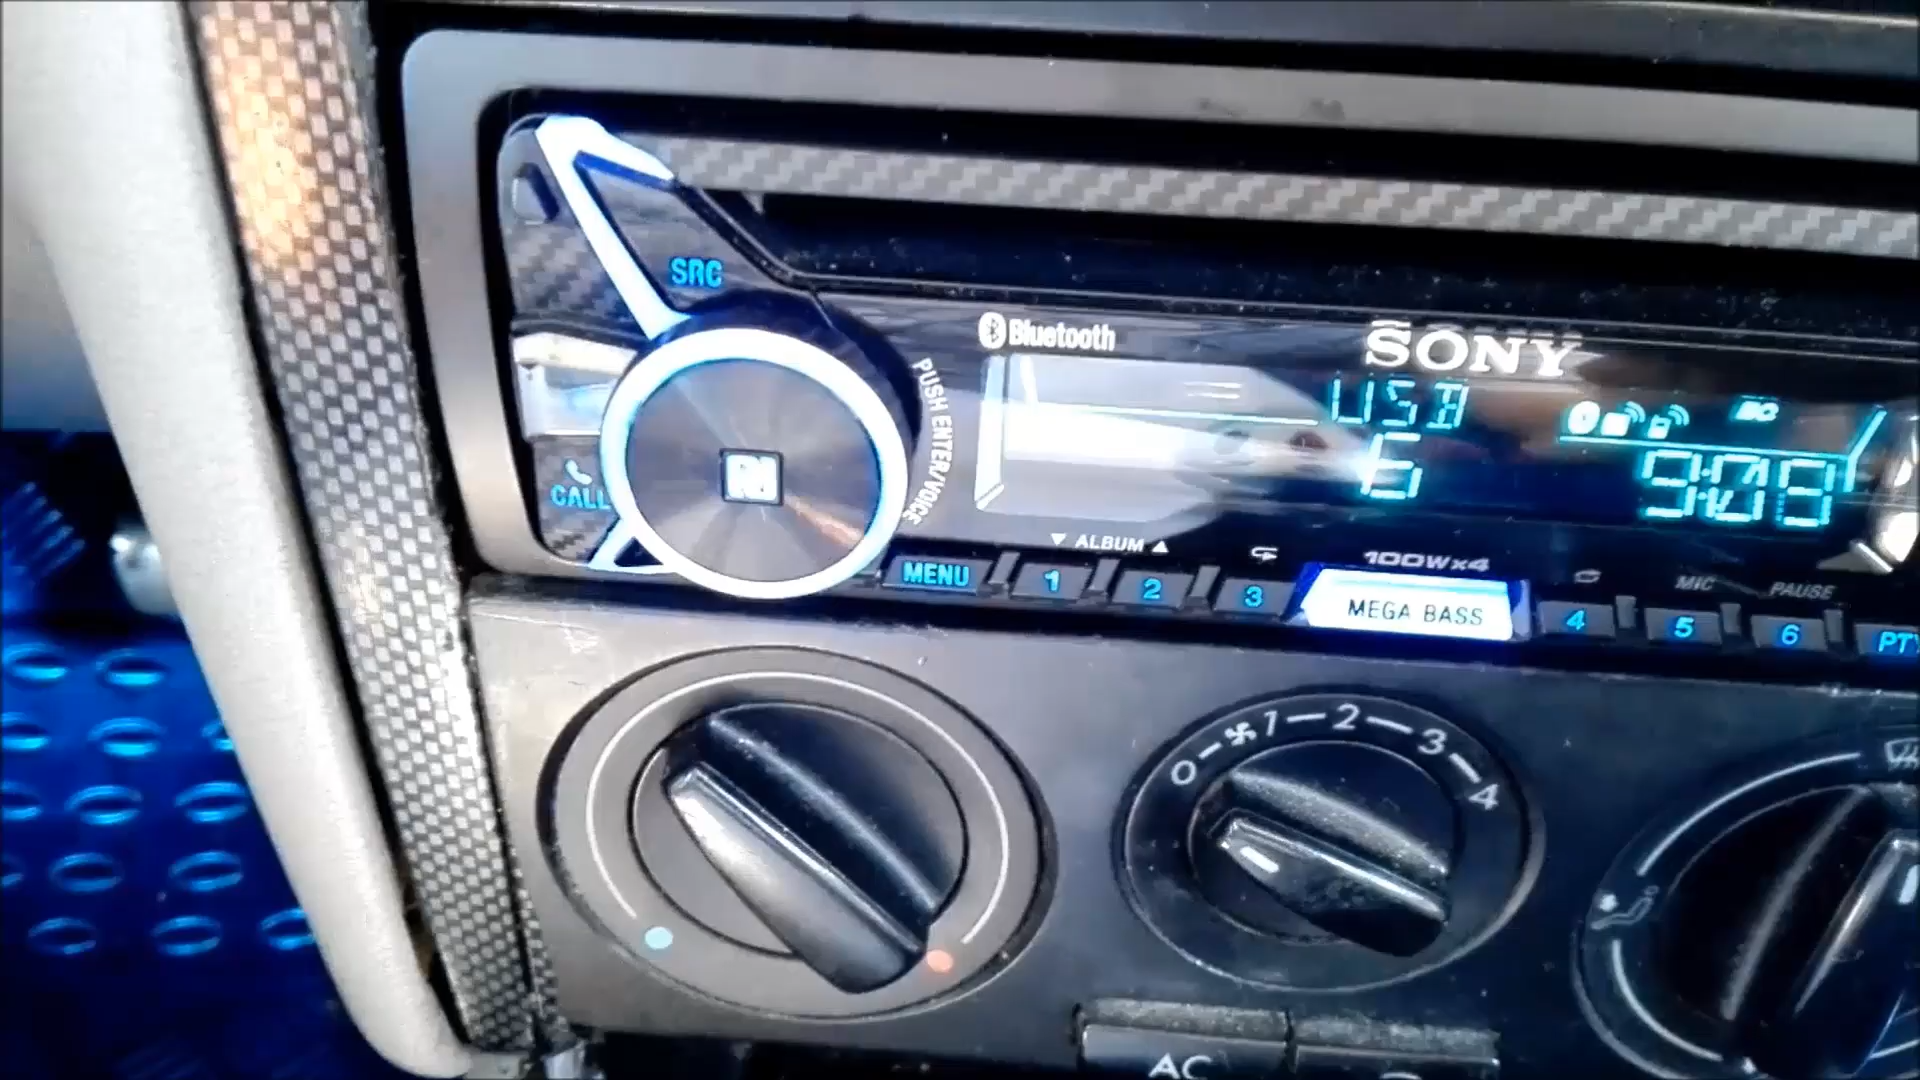 SRC
Bluetooth
SONY
PUSH ENTER/VOICE
USB
6
9:08
CALL
ALBUM
100Wx4
MIC
PAUSE
MENU
1
2
3
MEGA BASS
4
5
6
PTY
0
1
2
3
4
AC